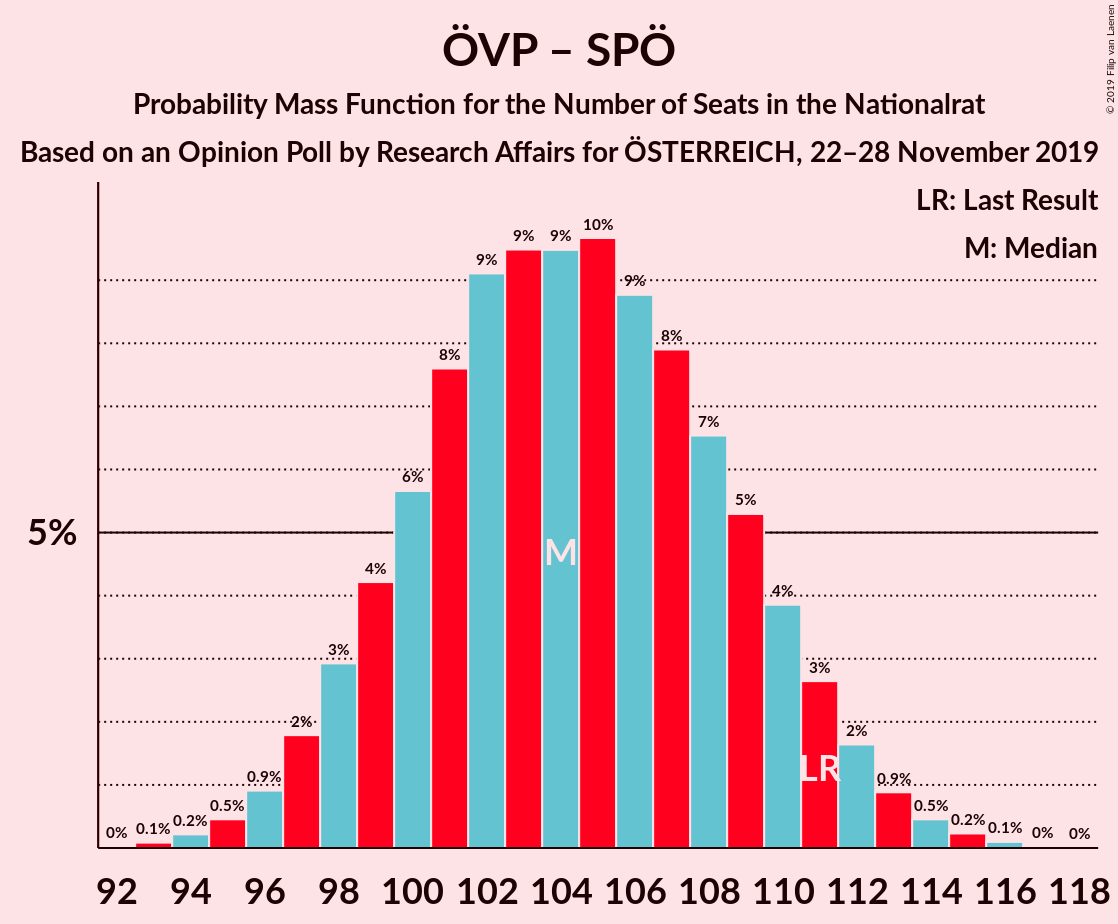 © 2019 Filip van Laenen
ÖVP – SPÖ
Probability Mass Function for the Number of Seats in the Nationalrat
Based on an Opinion Poll by Research Affairs for ÖSTERREICH, 22–28 November 2019
LR: Last Result
M: Median
5%
0% 0.1% 0.2% 0.5% 0.9% 2% 3% 4% 6% 8% 9% 9% 9% 10% 9% 8% 7% 5% 4% 3% 2% 0.9% 0.5% 0.2% 0.1% 0% 0%
M
LR
92 94 96 98 100 102 104 106 108 110 112 114 116 118